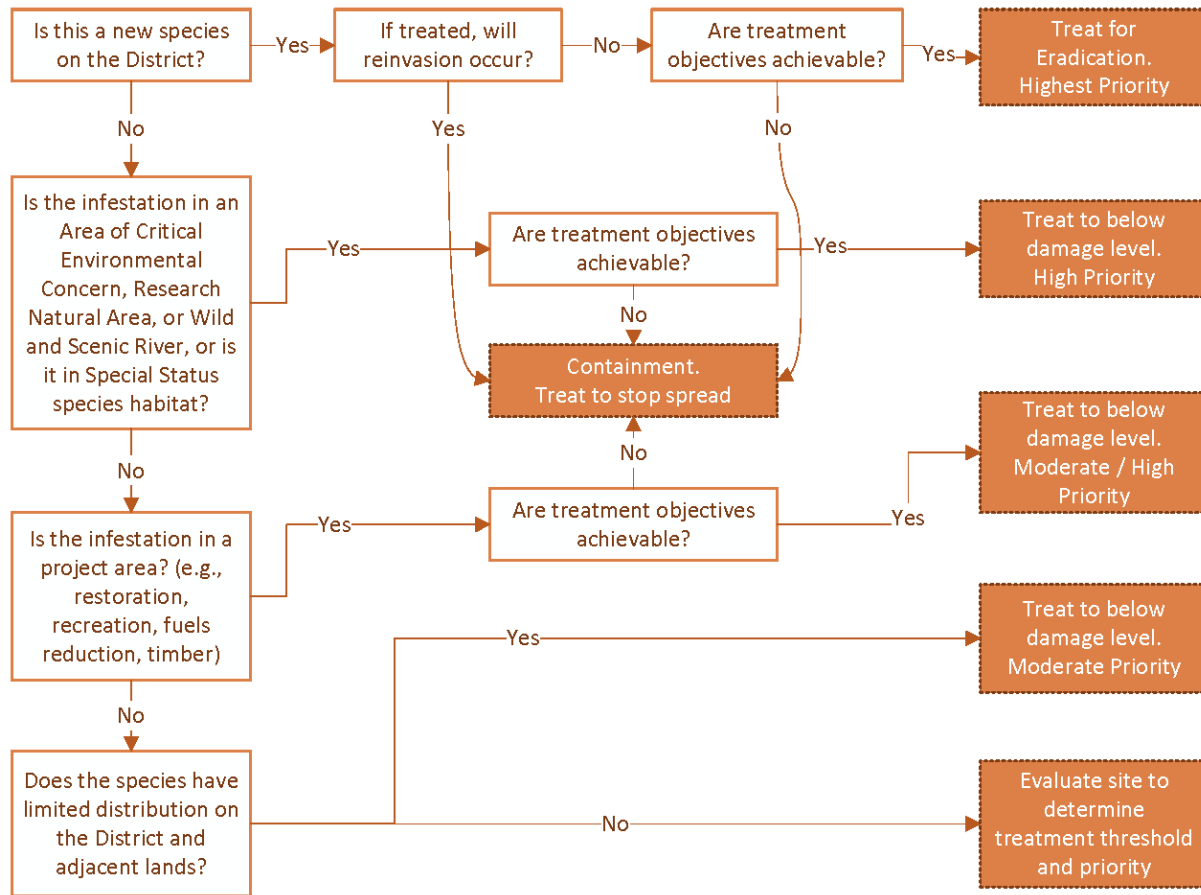 Is this a new species
on the District?
Yes
If treated, will
reinvasion occur?
No
Are treatment
objectives achievable?
Yes
Treat for
Eradication.
Highest Priority
No
Yes
No
Is the infestation in an
Area of Critical
Environmental
Concern, Research
Natural Area, or Wild
and Scenic River, or is
it in Special Status
species habitat?
Yes
Are treatment objectives
achievable?
Yes
Treat to below
damage level.
High Priority
No
Containment.
Treat to stop spread
No
No
Is the infestation in a
project area? (e.g.,
restoration,
recreation, fuels
reduction, timber)
Yes
Are treatment objectives
achievable?
Yes
Treat to below
damage level.
Moderate / High
Priority
No
Does the species have
limited distribution on
the District and
adjacent lands?
Yes
Treat to below
damage level.
Moderate Priority
No
Evaluate site to
determine
treatment threshold
and priority